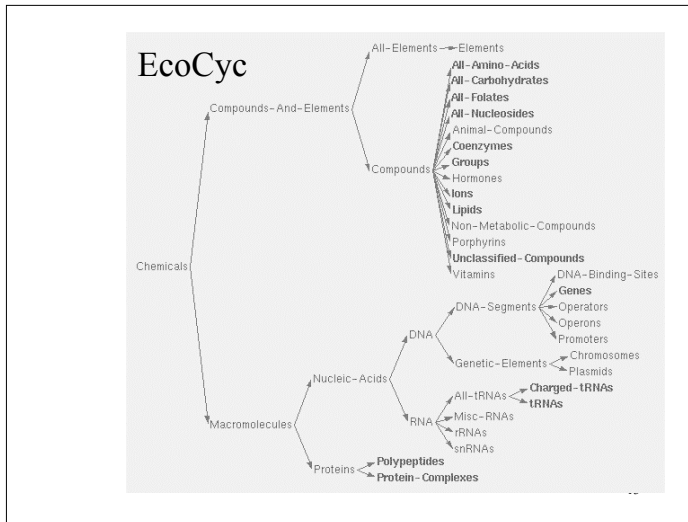 EcoCyc
All-Elements
Elements
All-Amino-Acids
All-Carbohydrates
All-Folates
All-Nucleosides
Compounds-And-Elements
Animal-Compounds
Coenzymes
Groups
Compounds
Hormones
Ions
Lipids
Non-Metabolic-Compounds
Porphyrins
Unclassified-Compounds
Vitamins
Chemicals
DNA-Binding-Sites
Genes
DNA-Segments
Operators
Operons
DNA
Promoters
Chromosomes
Genetic-Elements
Plasmids
Nucleic-Acids
Charged-tRNAs
All-tRNAs
tRNAs
Misc-RNAs
RNA
Macromolecules
rRNAs
snRNAs
Polypeptides
Proteins
Protein-Complexes